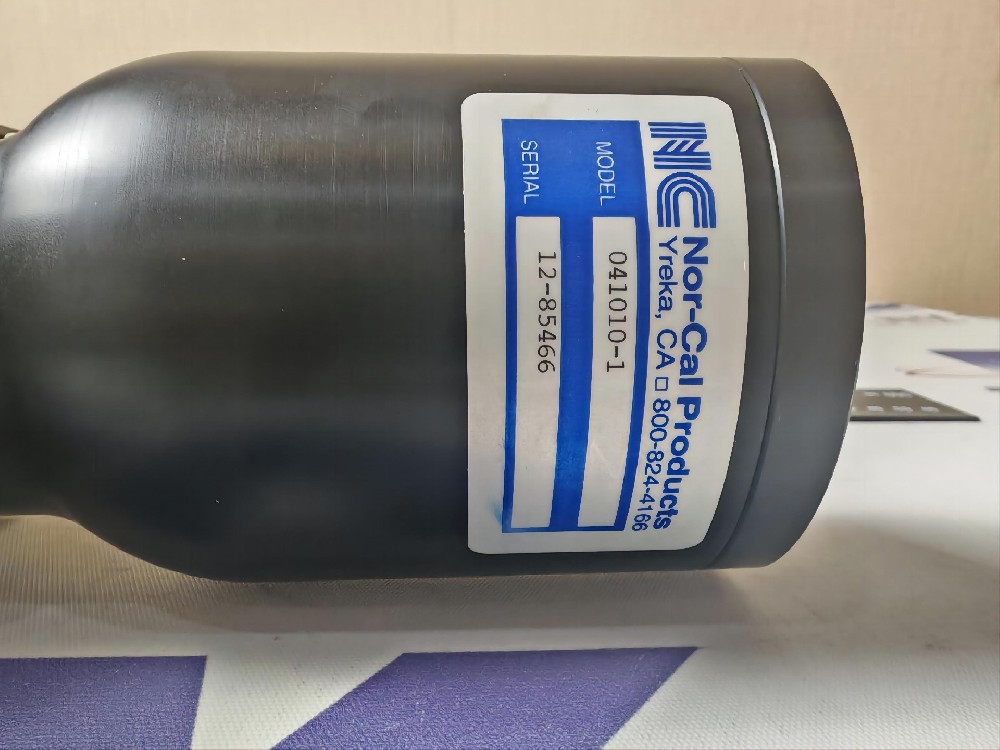 NC Nor-Cal Products
Yreka, CA □ 800-824-4166
MODEL 041010-1
SERIAL 12-85466